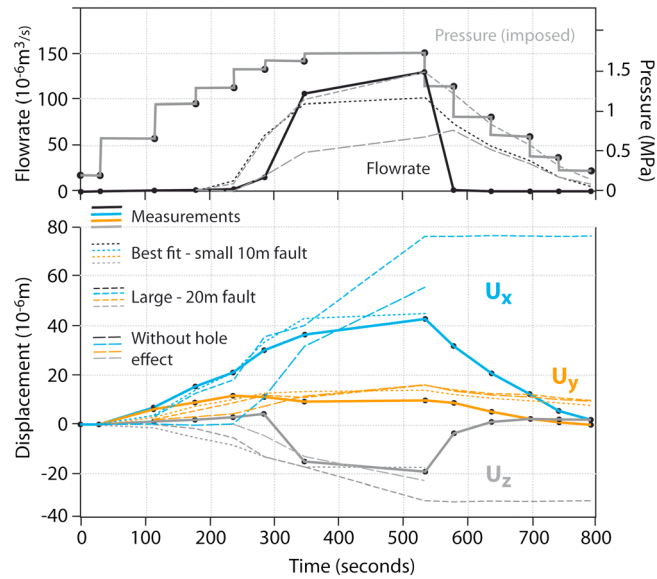 Flowrate (10⁻⁶m³/s)
150
100
50
0
Pressure (imposed)
Flowrate
1.5
1
0.5
0
Pressure (MPa)
Displacement (10⁻⁶m)
80
60
40
20
0
-20
-40
Measurements
Best fit - small 10m fault
Large - 20m fault
Without hole
effect
Ux
Uy
Uz
0 100 200 300 400 500 600 700 800
Time (seconds)